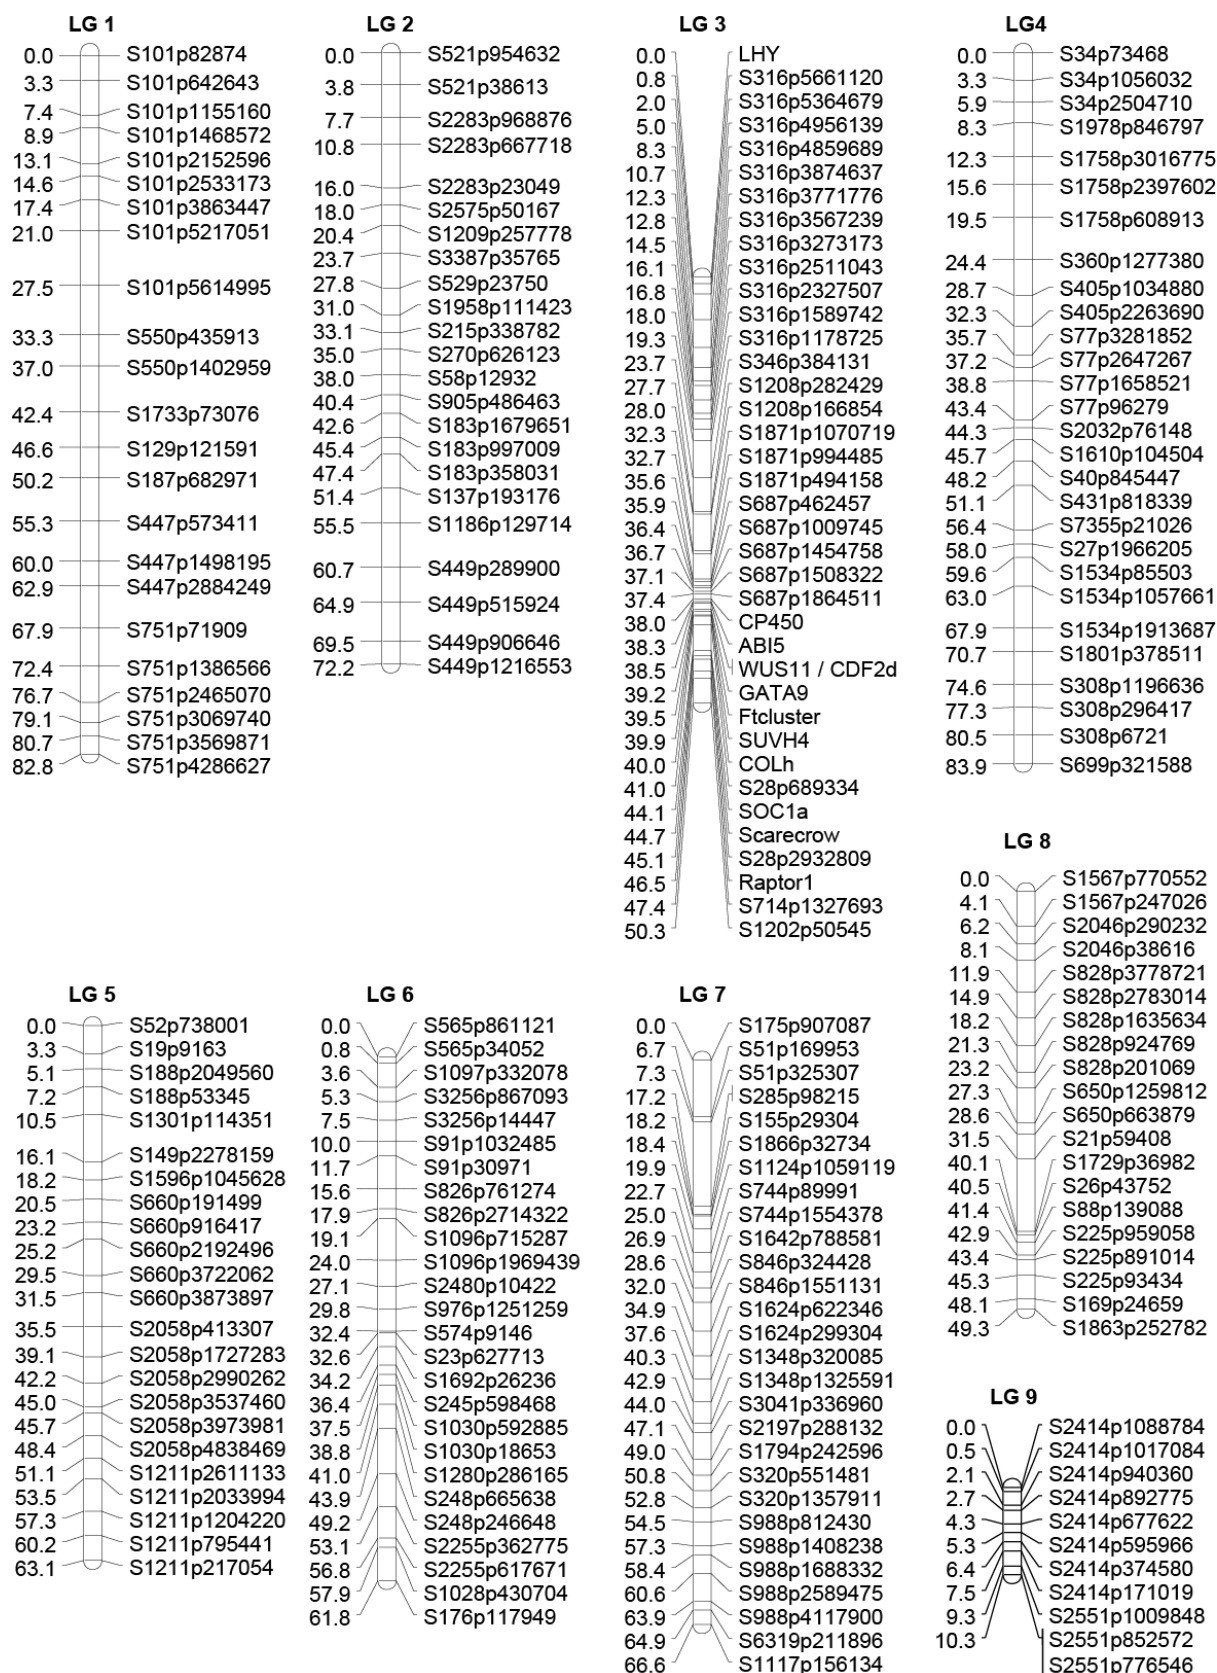 LG 1
0.0 S101p82874
3.3 S101p642643
7.4 S101p1155160
8.9 S101p1468572
13.1 S101p2152596
14.6 S101p2533173
17.4 S101p3863447
21.0 S101p5217051
27.5 S101p5614995
33.3 S550p435913
37.0 S550p1402959
42.4 S1733p73076
46.6 S129p121591
50.2 S187p682971
55.3 S447p573411
60.0 S447p1498195
62.9 S447p2884249
67.9 S751p71909
72.4 S751p1386566
76.7 S751p2465070
79.1 S751p3069740
80.7 S751p3569871
82.8 S751p4286627
LG 2
0.0 S521p954632
3.8 S521p38613
7.7 S2283p968876
10.8 S2283p667718
16.0 S2283p23049
18.0 S2575p50167
20.4 S1209p257778
23.7 S3387p35765
27.8 S529p23750
31.0 S1958p111423
33.1 S215p338782
35.0 S270p626123
38.0 S58p12932
40.4 S905p486463
42.6 S183p1679651
45.4 S183p997009
47.4 S183p358031
51.4 S137p193176
55.5 S1186p129714
60.7 S449p289900
64.9 S449p515924
69.5 S449p906646
72.2 S449p1216553
LG 3
0.0 LHY
0.8 S316p5661120
2.0 S316p5364679
5.0 S316p4956139
8.3 S316p4859689
10.7 S316p3874637
12.3 S316p3771776
12.8 S316p3567239
14.5 S316p3273173
16.1 S316p2511043
16.8 S316p2327507
18.0 S316p1589742
19.3 S316p1178725
23.7 S346p384131
27.7 S1208p282429
28.0 S1208p166854
32.3 S1871p1070719
32.7 S1871p994485
35.6 S1871p494158
35.9 S687p462457
36.4 S687p1009745
36.7 S687p1454758
37.1 S687p1508322
37.4 S687p1864511
38.0 CP450
38.3 ABI5
38.5 WUS11 / CDF2d
39.2 GATA9
39.5 Ftcluster
39.9 SUVH4
40.0 COLh
41.0 S28p689334
44.1 SOC1a
44.7 Scarecrow
45.1 S28p2932809
46.5 Raptor1
47.4 S714p1327693
50.3 S1202p50545
LG4
0.0 S34p73468
3.3 S34p1056032
5.9 S34p2504710
8.3 S1978p846797
12.3 S1758p3016775
15.6 S1758p2397602
19.5 S1758p608913
24.4 S360p1277380
28.7 S405p1034880
32.3 S405p2263690
35.7 S77p3281852
37.2 S77p2647267
38.8 S77p1658521
43.4 S77p96279
44.3 S2032p76148
45.7 S1610p104504
48.2 S40p845447
51.1 S431p818339
56.4 S7355p21026
58.0 S27p1966205
59.6 S1534p85503
63.0 S1534p1057661
67.9 S1534p1913687
70.7 S1801p378511
74.6 S308p1196636
77.3 S308p296417
80.5 S308p6721
83.9 S699p321588
LG 5
0.0 S52p738001
3.3 S19p9163
5.1 S188p2049560
7.2 S188p53345
10.5 S1301p114351
16.1 S149p2278159
18.2 S1596p1045628
20.5 S660p191499
23.2 S660p916417
25.2 S660p2192496
29.5 S660p3722062
31.5 S660p3873897
35.5 S2058p413307
39.1 S2058p1727283
42.2 S2058p2990262
45.0 S2058p3537460
45.7 S2058p3973981
48.4 S2058p4838469
51.1 S1211p2611133
53.5 S1211p2033994
57.3 S1211p1204220
60.2 S1211p795441
63.1 S1211p217054
LG 6
0.0 S565p861121
0.8 S565p34052
3.6 S1097p332078
5.3 S3256p867093
7.5 S3256p14447
10.0 S91p1032485
11.7 S91p30971
15.6 S826p761274
17.9 S826p2714322
19.1 S1096p715287
24.0 S1096p1969439
27.1 S2480p10422
29.8 S976p1251259
32.4 S574p9146
32.6 S23p627713
34.2 S1692p26236
36.4 S245p598468
37.5 S1030p592885
38.8 S1030p18653
41.0 S1280p286165
43.9 S248p665638
49.2 S248p246648
53.1 S2255p362775
56.8 S2255p617671
57.9 S1028p430704
61.8 S176p117949
LG 7
0.0 S175p907087
6.7 S51p169953
7.3 S51p325307
17.2 S285p98215
18.2 S155p29304
18.4 S1866p32734
19.9 S1124p1059119
22.7 S744p89991
25.0 S744p1554378
26.9 S1642p788581
28.6 S846p324428
32.0 S846p1551131
34.9 S1624p622346
37.6 S1624p299304
40.3 S1348p320085
42.9 S1348p1325591
44.0 S3041p336960
47.1 S2197p288132
49.0 S1794p242596
50.8 S320p551481
52.8 S320p1357911
54.5 S988p812430
57.3 S988p1408238
58.4 S988p1688332
60.6 S988p2589475
63.9 S988p4117900
64.9 S6319p211896
66.6 S1117p156134
LG 8
0.0 S1567p770552
4.1 S1567p247026
6.2 S2046p290232
8.1 S2046p38616
11.9 S828p3778721
14.9 S828p2783014
18.2 S828p1635634
21.3 S828p924769
23.2 S828p201069
27.3 S650p1259812
28.6 S650p663879
31.5 S21p59408
40.1 S1729p36982
40.5 S26p43752
41.4 S88p139088
42.9 S225p959058
43.4 S225p891014
45.3 S225p93434
48.1 S169p24659
49.3 S1863p252782
LG 9
0.0 S2414p1088784
0.5 S2414p1017084
2.1 S2414p940360
2.7 S2414p892775
4.3 S2414p677622
5.3 S2414p595966
6.4 S2414p374580
7.5 S2414p171019
9.3 S2551p1009848
10.3 S2551p852572
S2551p776546